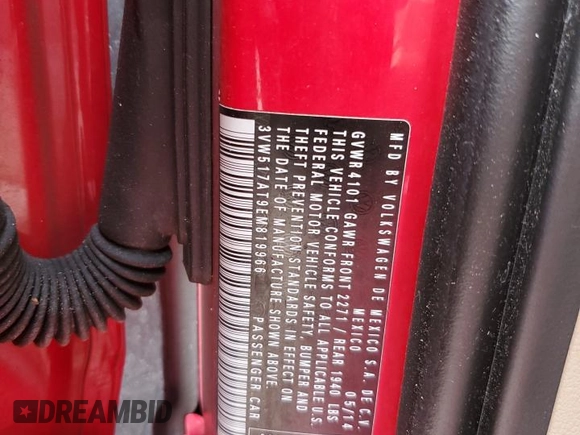 MFD BY VOLKSWAGEN DE MEXICO S.A. DE C.V.
MEXICO 05/14
GVWR 4101 GAWR FRONT 2271 / REAR 1940 LBS
THIS VEHICLE CONFORMS TO ALL APPLICABLE U.S.
FEDERAL MOTOR VEHICLE SAFETY, BUMPER AND
THEFT PREVENTION STANDARDS IN EFFECT ON
THE DATE OF MANUFACTURE SHOWN ABOVE.
3VW517AT9EM819966 PASSENGER CAR
DREAMBID